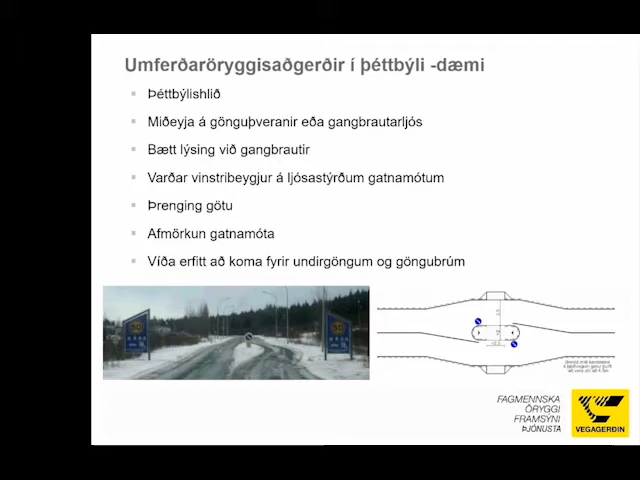 Umferðaröryggisaðgerðir í þéttbýli -dæmi
Þéttbýlishlið
Miðeyja á gönguþveranir eða gangbrautarljós
Bætt lýsing við gangbrautir
Varðar vinstribeygjur á ljósastýrðum gatnamótum
Þrenging götu
Afmörkun gatnamóta
Víða erfitt að koma fyrir undirgöngum og göngubrúm
FAGMENNSKA
ÖRYGGI
FRAMSÝNI
ÞJÓNUSTA
VEGAGERÐIN